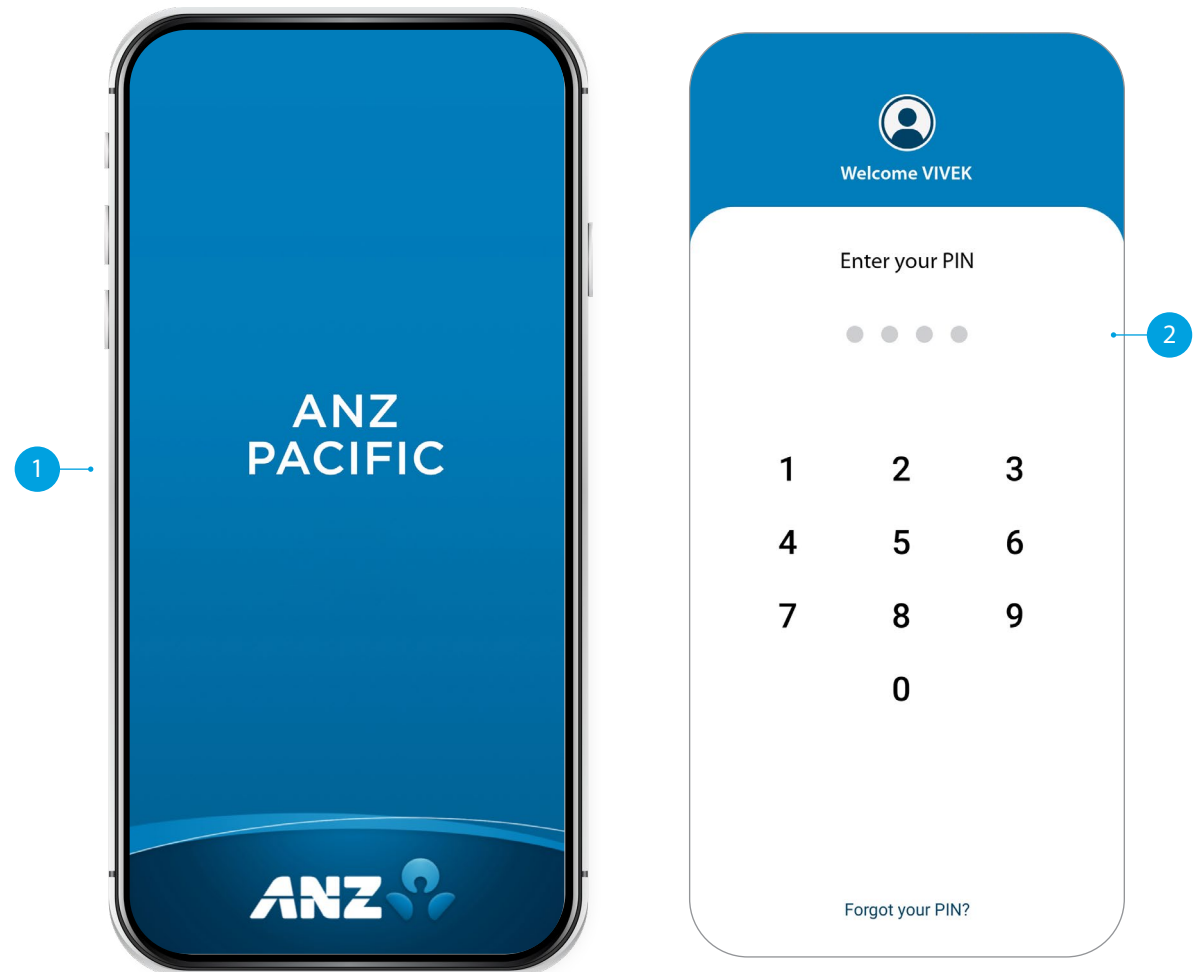 1
ANZ
PACIFIC
ANZ
Welcome VIVEK
Enter your PIN
2
1 2 3
4 5 6
7 8 9
0
Forgot your PIN?